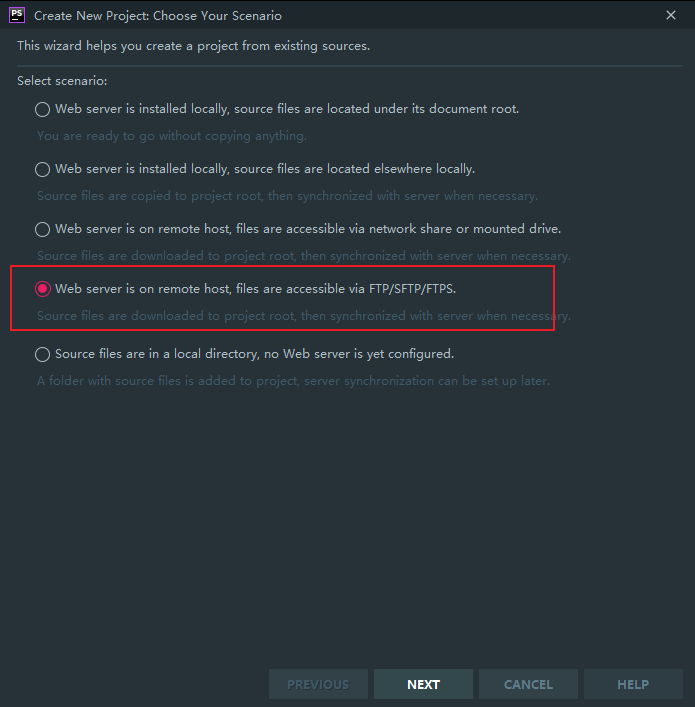 PS
Create New Project: Choose Your Scenario
This wizard helps you create a project from existing sources.
Select scenario:
Web server is installed locally, source files are located under its document root.
You are ready to go without copying anything.
Web server is installed locally, source files are located elsewhere locally.
Source files are copied to project root, then synchronized with server when necessary.
Web server is on remote host, files are accessible via network share or mounted drive.
Source files are downloaded to project root, then synchronized with server when necessary.
Web server is on remote host, files are accessible via FTP/SFTP/FTPS.
Source files are downloaded to project root, then synchronized with server when necessary.
Source files are in a local directory, no Web server is yet configured.
A folder with source files is added to project, server synchronization can be set up later.
PREVIOUS NEXT CANCEL HELP